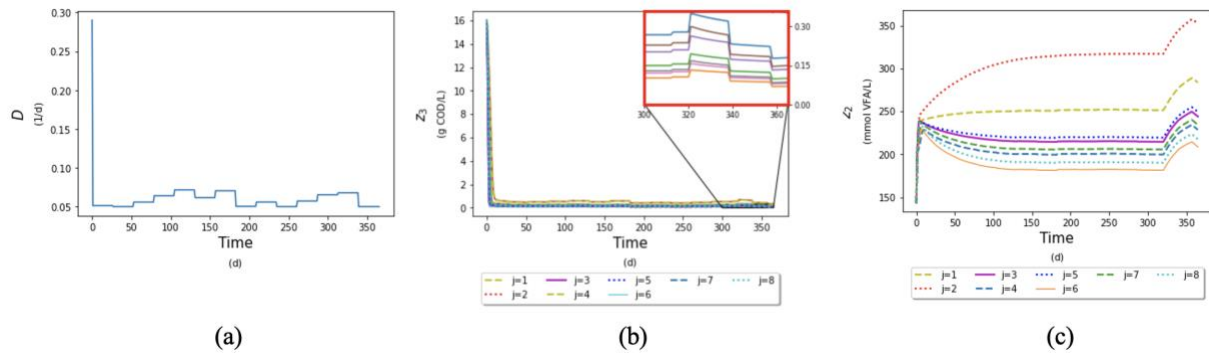 0.30
0.25
0.20
0.15
0.10
0.05
0 50 100 150 200 250 300 350
D
(1/d)
Time
(d)
(a)
16
14
12
10
8
6
4
2
0
0 50 100 150 200 250 300 350
z3
(g COD/L)
Time
(d)
0.30
0.15
0.00
300 320 340 360
j=1 j=3 j=5 j=7 j=8
j=2 j=4 j=6
(b)
350
300
250
200
150
0 50 100 150 200 250 300 350
z2
(mmol VFA/L)
Time
(d)
j=1 j=3 j=5 j=7 j=8
j=2 j=4 j=6
(c)